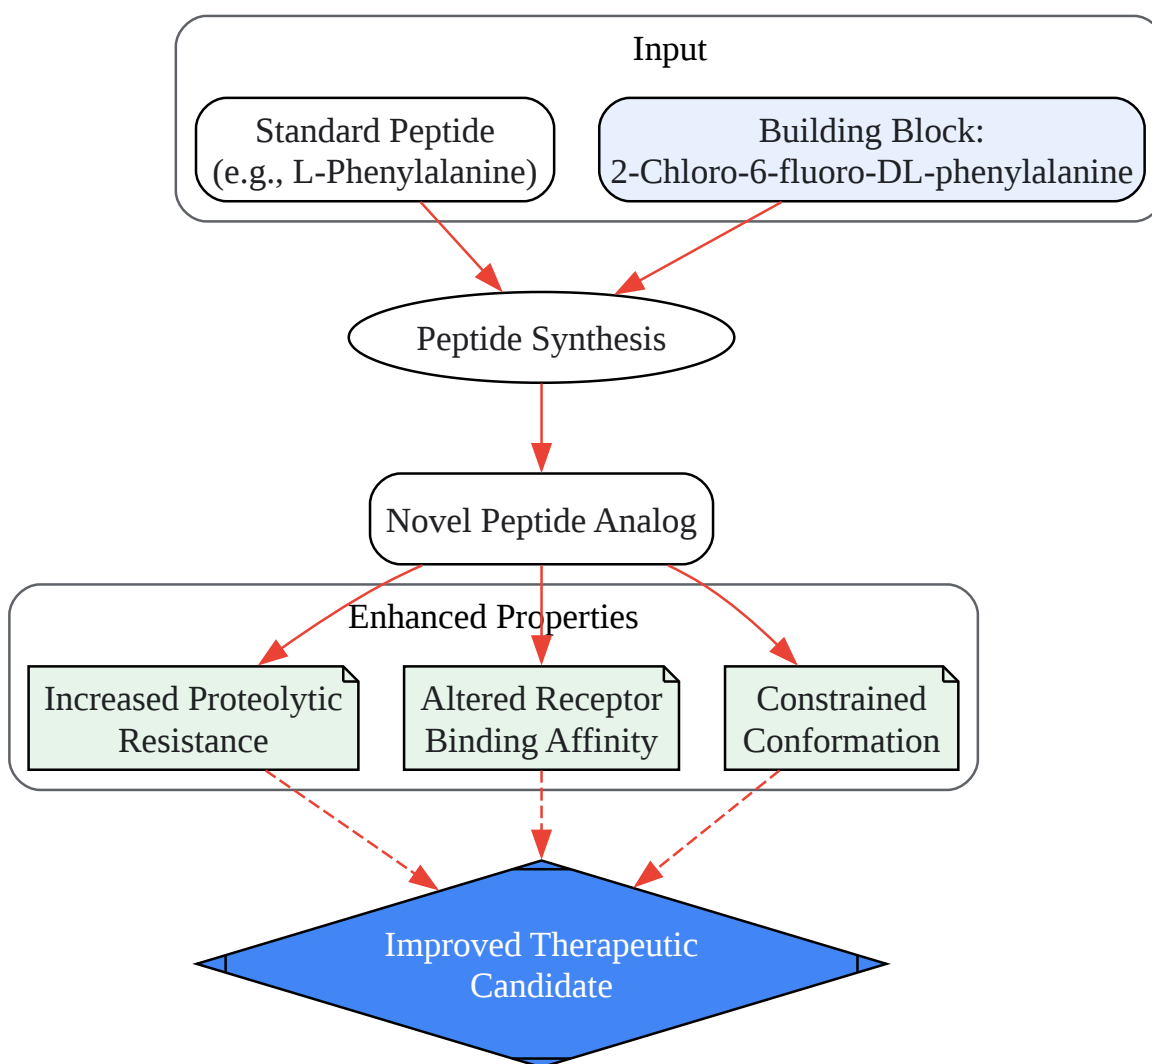 Input
Standard Peptide
(e.g., L-Phenylalanine)
Building Block:
2-Chloro-6-fluoro-DL-phenylalanine
Peptide Synthesis
Novel Peptide Analog
Enhanced Properties
Increased Proteolytic
Resistance
Altered Receptor
Binding Affinity
Constrained
Conformation
Improved Therapeutic
Candidate